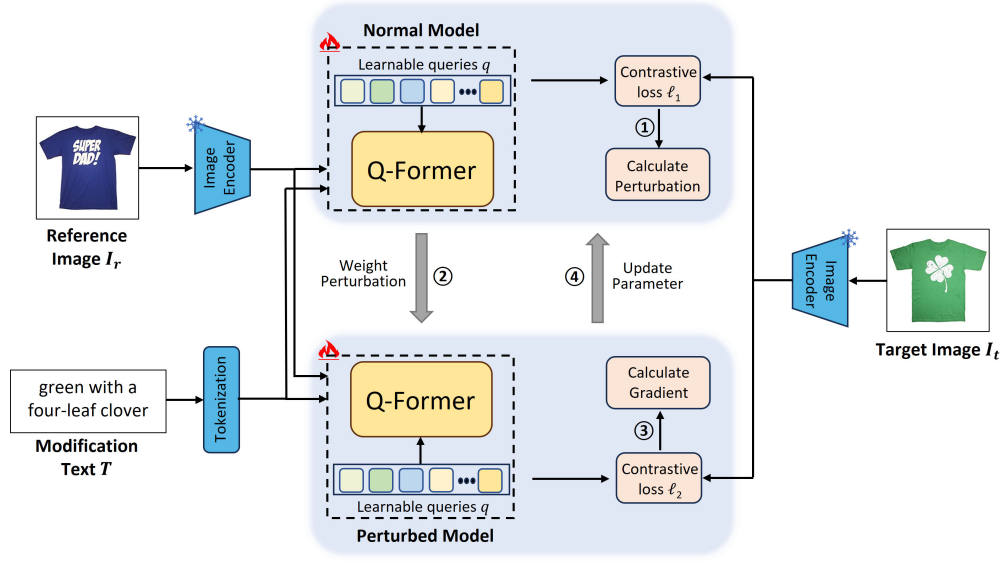 Normal Model
Learnable queries q
Q-Former
Contrastive
loss ℓ₁
①
Calculate
Perturbation
SUPER
DAD!
Image
Encoder
Reference
Image Iᵣ
Weight
Perturbation
②
④
Update
Parameter
Image
Encoder
Target Image Iₜ
green with a
four-leaf clover
Modification
Text T
Tokenization
Q-Former
Calculate
Gradient
③
Contrastive
loss ℓ₂
Learnable queries q
Perturbed Model